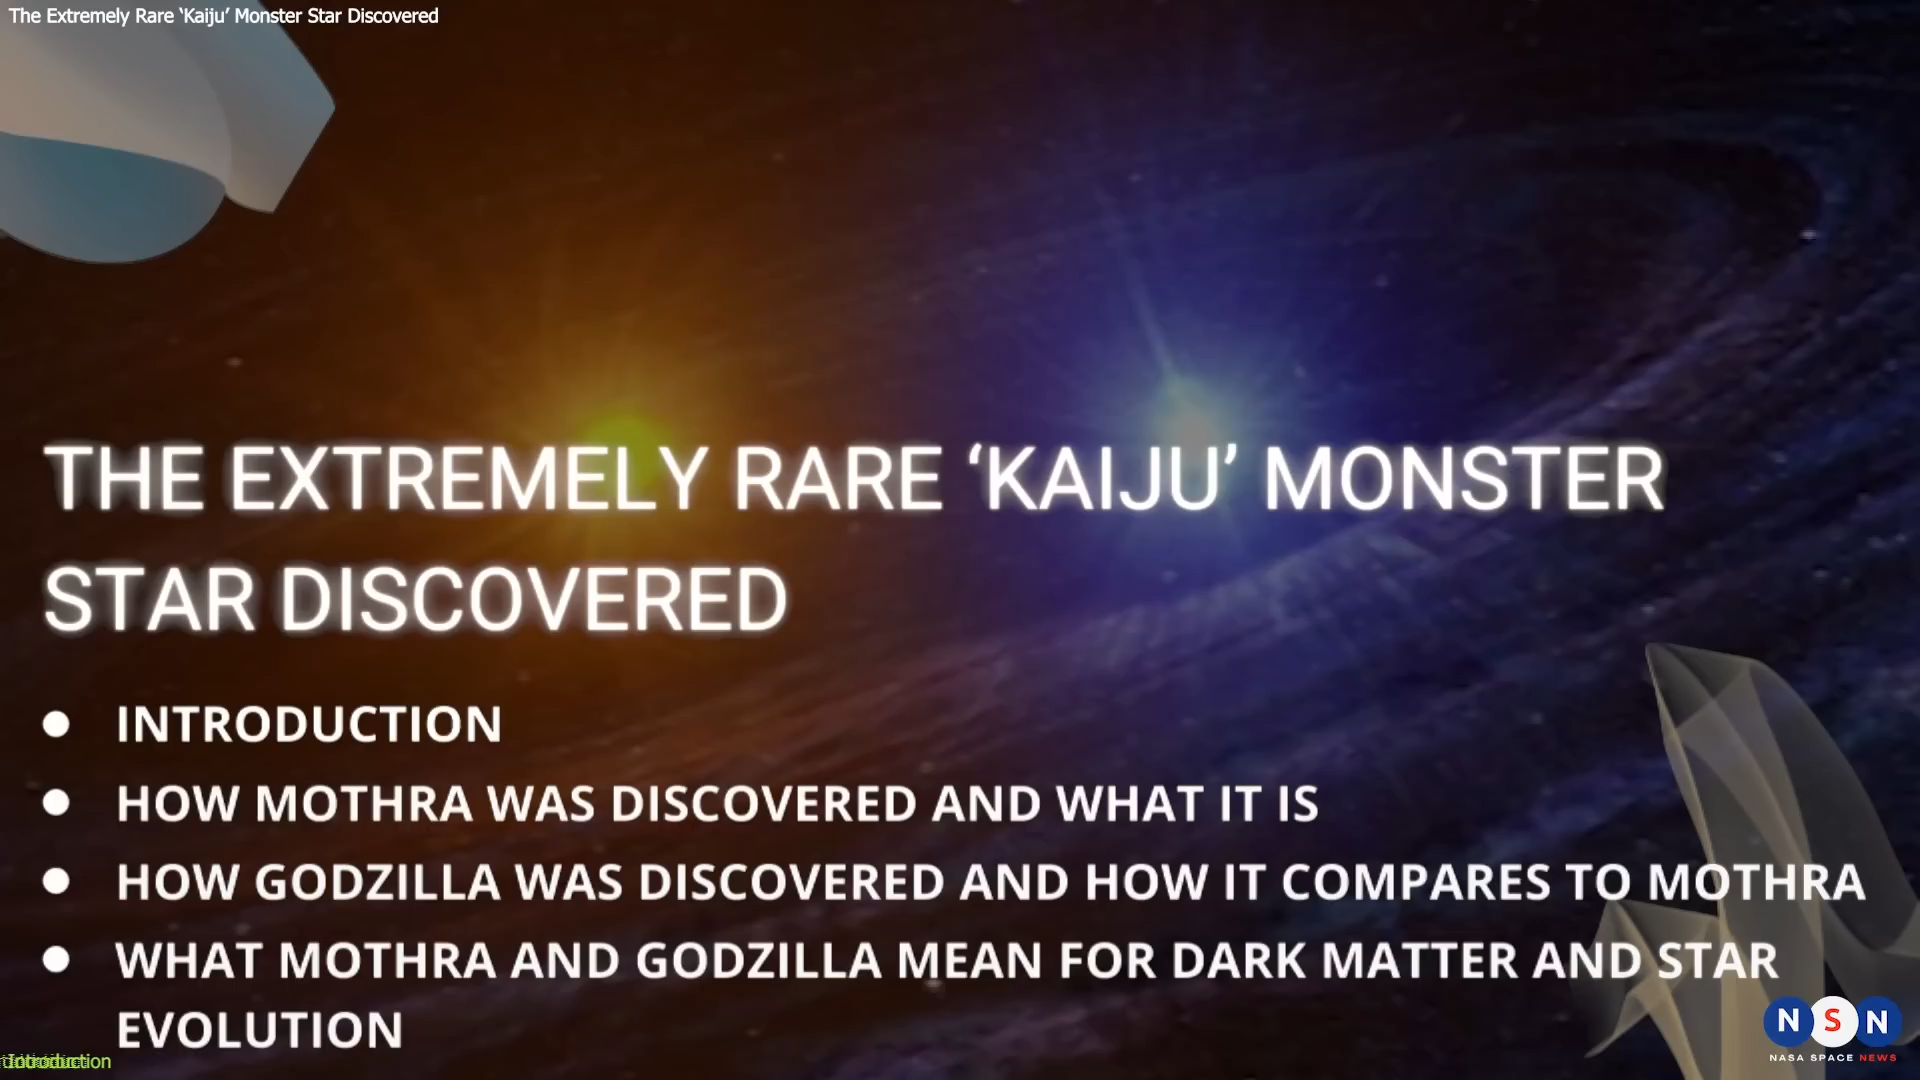 The Extremely Rare ‘Kaiju’ Monster Star Discovered
THE EXTREMELY RARE ‘KAIJU’ MONSTER
STAR DISCOVERED
● INTRODUCTION
● HOW MOTHRA WAS DISCOVERED AND WHAT IT IS
● HOW GODZILLA WAS DISCOVERED AND HOW IT COMPARES TO MOTHRA
● WHAT MOTHRA AND GODZILLA MEAN FOR DARK MATTER AND STAR
EVOLUTION
NSN
NASA SPACE NEWS
Introduction